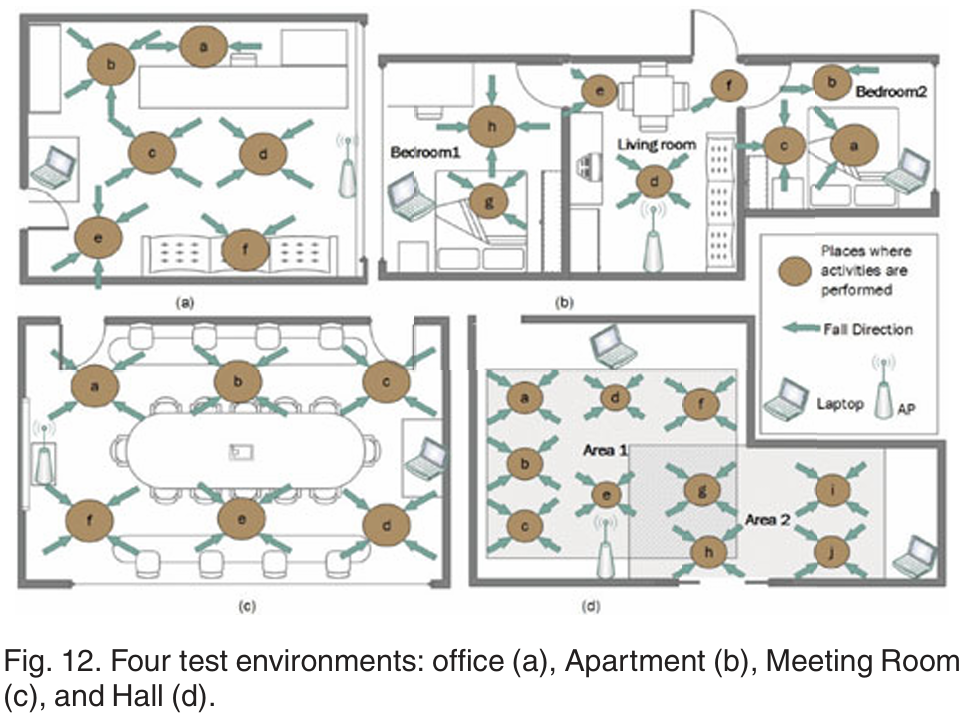 a
b
c
d
e
f
(a)
e
f
b
Bedroom2
h
Living room
c
a
Bedroom1
d
g
(b)
Places where
activities are
performed
Fall Direction
Laptop
AP
a
b
c
f
e
d
(c)
a
d
f
Area 1
b
e
g
i
c
Area 2
h
j
(d)
Fig. 12. Four test environments: office (a), Apartment (b), Meeting Room
(c), and Hall (d).